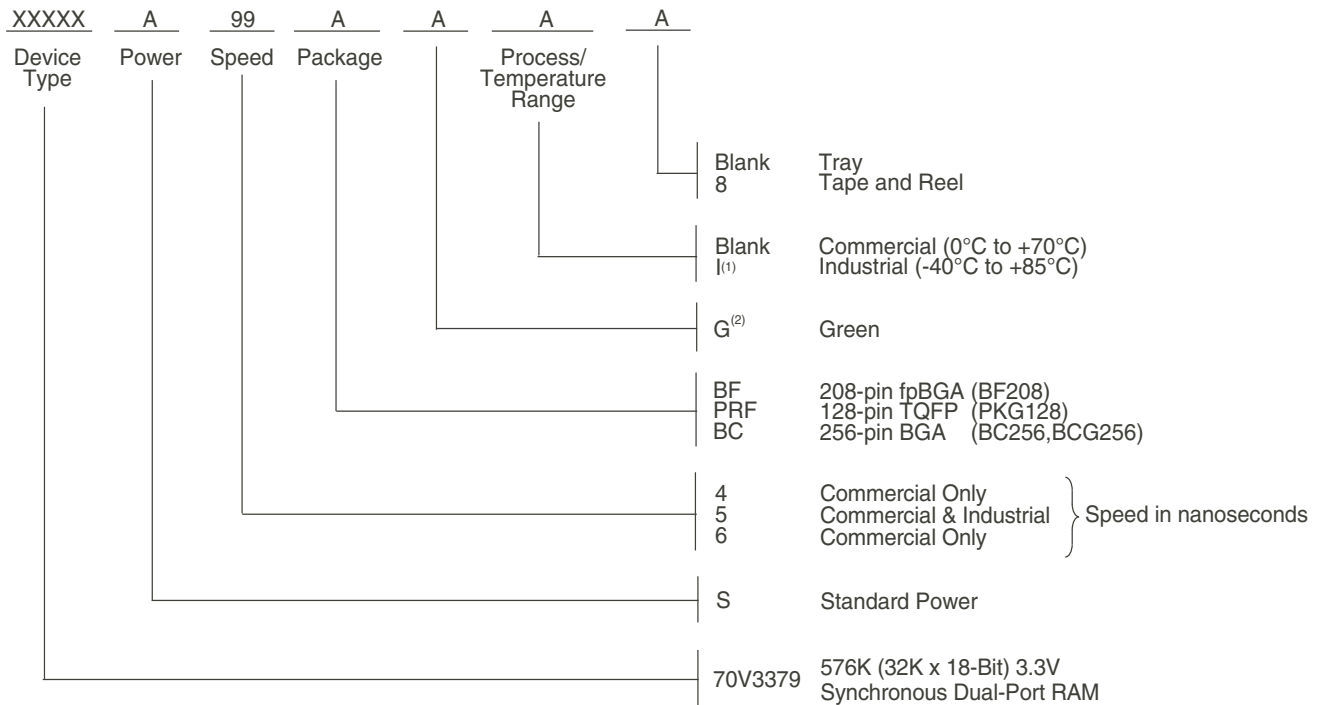 XXXXX A 99 A A A A
Device Type Power Speed Package Process/ Temperature Range
Blank Tray
8 Tape and Reel
Blank Commercial (0°C to +70°C)
I(1) Industrial (-40°C to +85°C)
G(2) Green
BF 208-pin fpBGA (BF208)
PRF 128-pin TQFP (PKG128)
BC 256-pin BGA (BC256,BCG256)
4 Commercial Only
5 Commercial & Industrial Speed in nanoseconds
6 Commercial Only
S Standard Power
70V3379 576K (32K x 18-Bit) 3.3V
Synchronous Dual-Port RAM